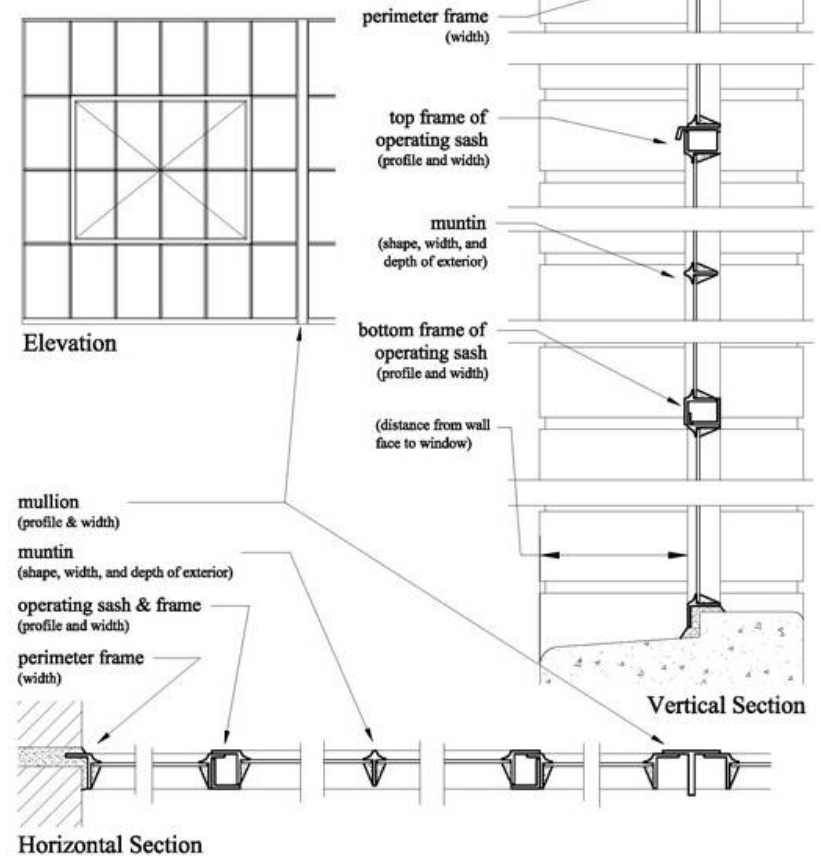 perimeter frame
(width)
top frame of
operating sash
(profile and width)
muntin
(shape, width, and
depth of exterior)
bottom frame of
operating sash
(profile and width)
(distance from wall
face to window)
Elevation
mullion
(profile & width)
muntin
(shape, width, and depth of exterior)
operating sash & frame
(profile and width)
perimeter frame
(width)
Vertical Section
Horizontal Section